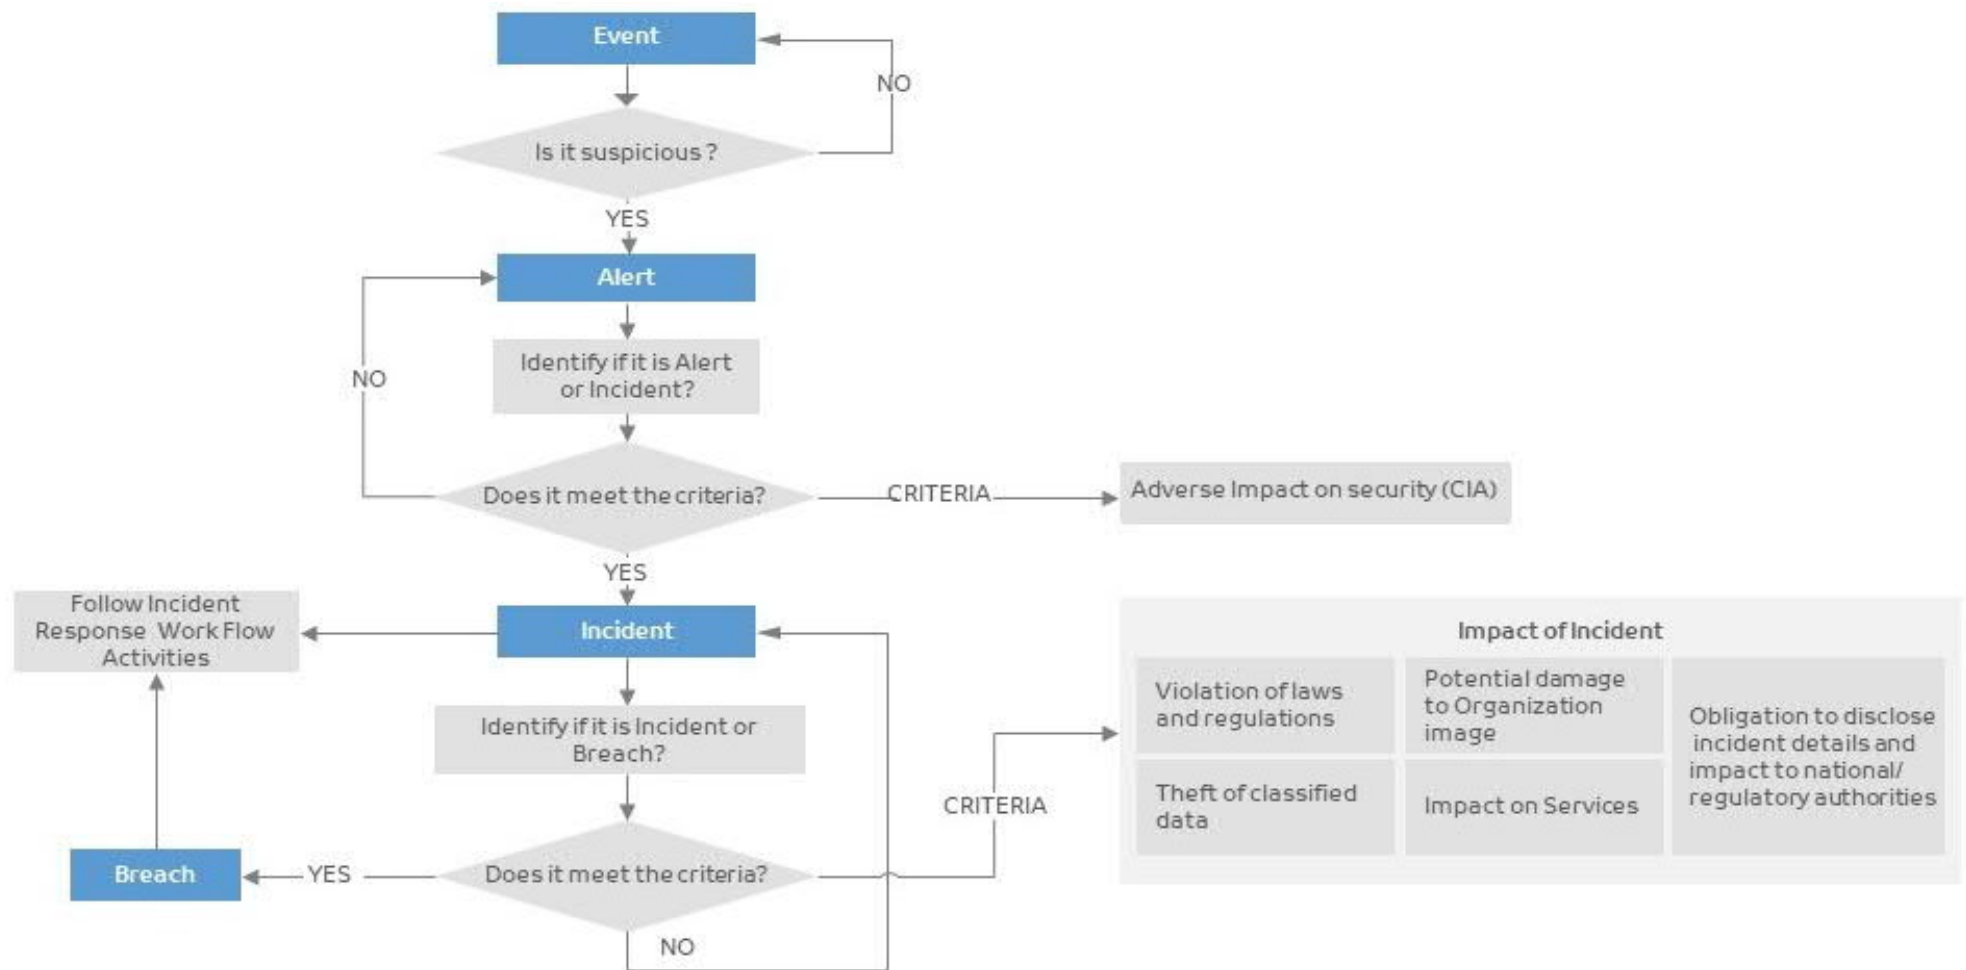 Event
NO
Is it suspicious ?
YES
Alert
Identify if it is Alert
or Incident?
NO
Does it meet the criteria?
CRITERIA
Adverse Impact on security (CIA)
YES
Follow Incident
Response Work Flow
Activities
Incident
Impact of Incident
Violation of laws
and regulations
Potential damage
to Organization
image
Obligation to disclose
incident details and
impact to national/
regulatory authorities
Theft of classified
data
Impact on Services
Identify if it is Incident or
Breach?
CRITERIA
Breach
YES
Does it meet the criteria?
NO